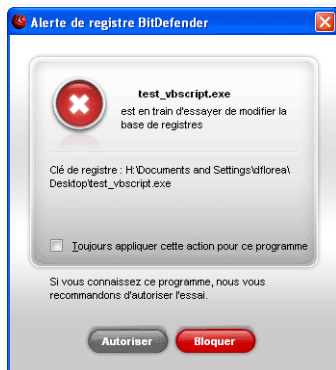 Alerte de registre BitDefender
test_vbscript.exe
est en train d'essayer de modifier la
base de registres
Clé de registre : H:\Documents and Settings\dflorea\
Desktop\test_vbscript.exe
Toujours appliquer cette action pour ce programme
Si vous connaissez ce programme, nous vous
recommandons d'autoriser l'essai.
Autoriser
Bloquer